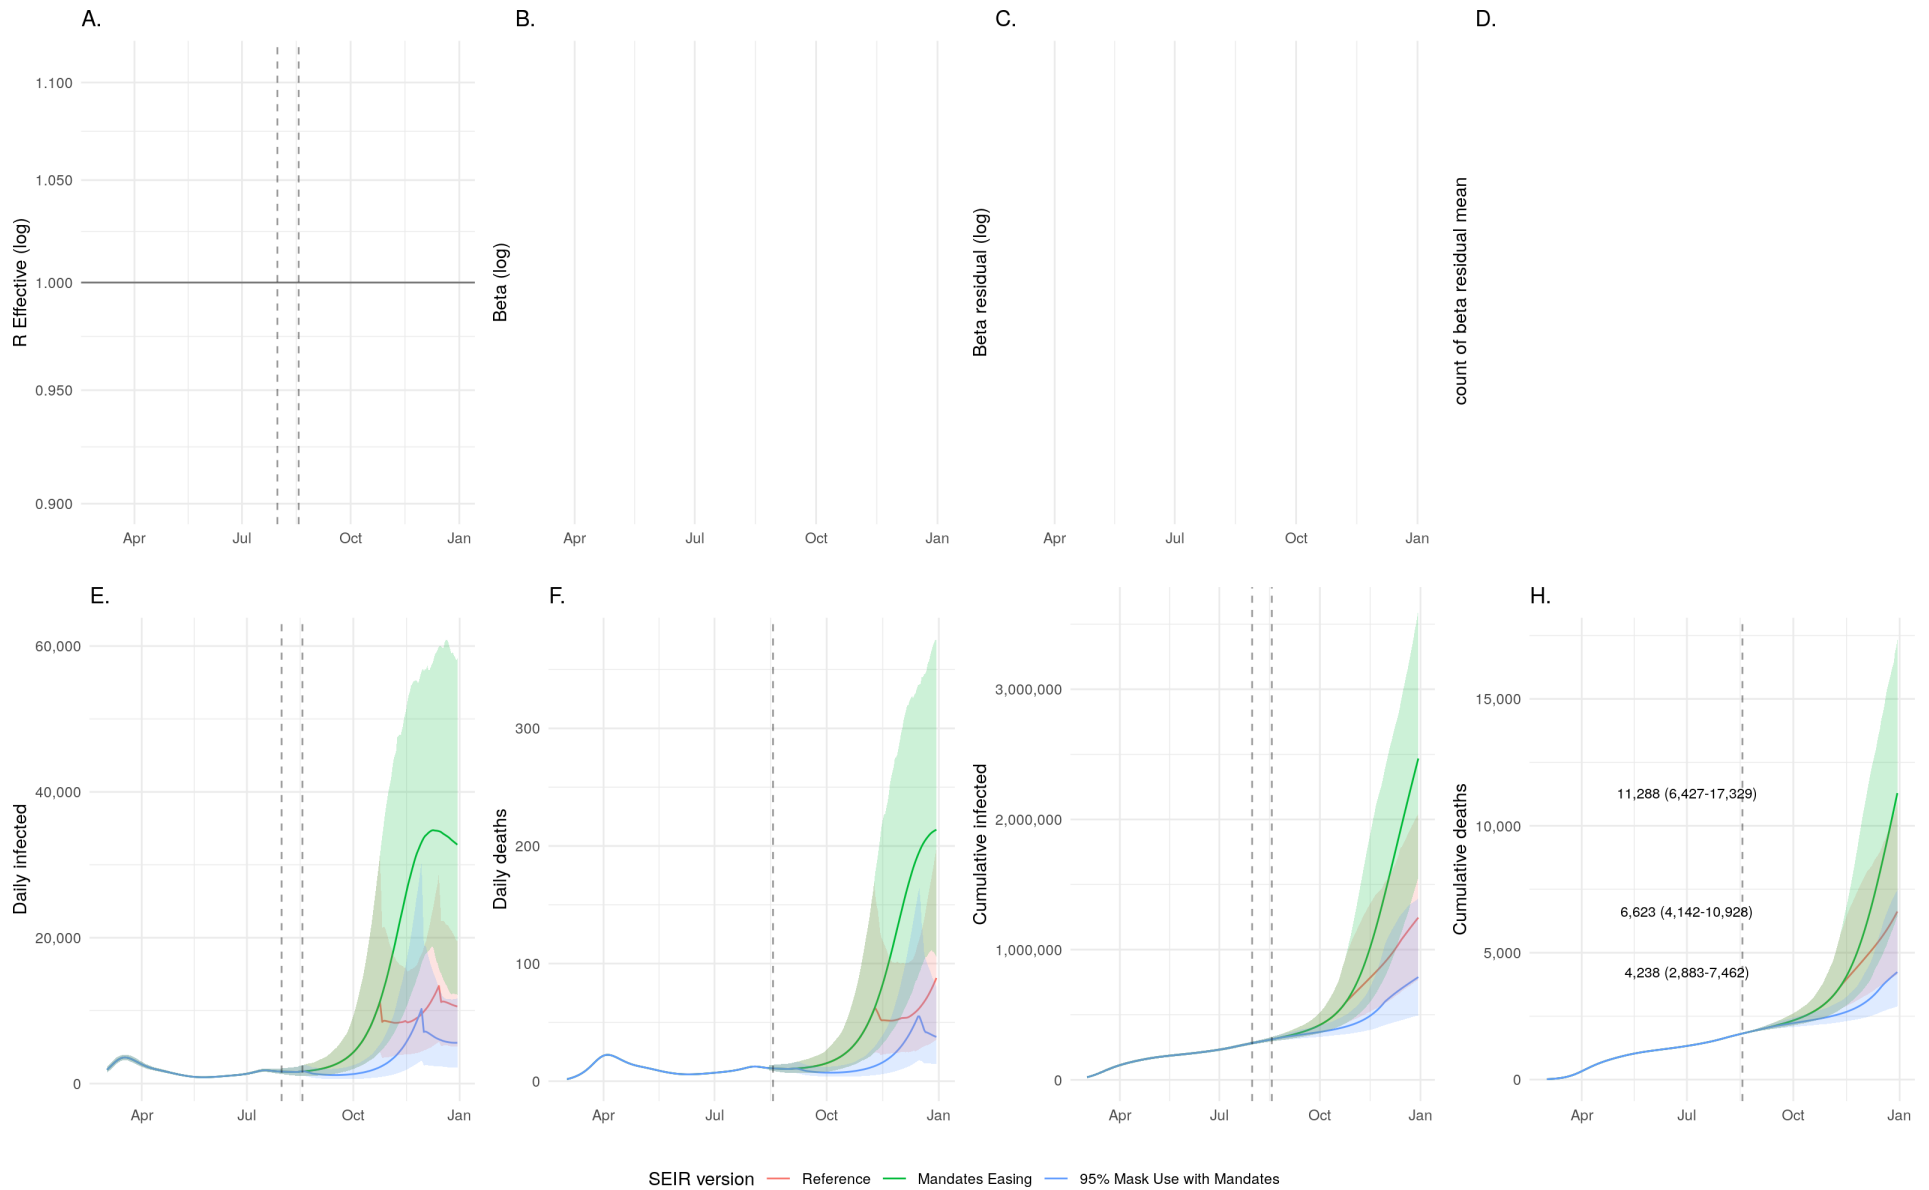 A.
B.
C.
D.
R Effective (log)
1.100
1.050
1.000
0.950
0.900
Apr Jul Oct Jan
Beta (log)
Apr Jul Oct Jan
Beta residual (log)
Apr Jul Oct Jan
count of beta residual mean
E.
Daily infected
60,000
40,000
20,000
0
Apr Jul Oct Jan
F.
Daily deaths
300
200
100
0
Apr Jul Oct Jan
Cumulative infected
3,000,000
2,000,000
1,000,000
0
Apr Jul Oct Jan
H.
Cumulative deaths
15,000
10,000
5,000
0
11,288 (6,427-17,329)
6,623 (4,142-10,928)
4,238 (2,883-7,462)
Apr Jul Oct Jan
SEIR version Reference Mandates Easing 95% Mask Use with Mandates